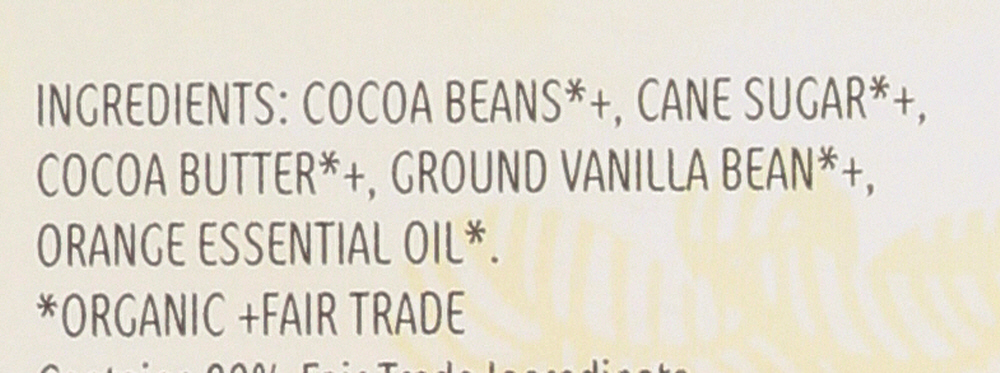 INGREDIENTS: COCOA BEANS*+, CANE SUGAR*+,
COCOA BUTTER*+, GROUND VANILLA BEAN*+,
ORANGE ESSENTIAL OIL*.
*ORGANIC +FAIR TRADE